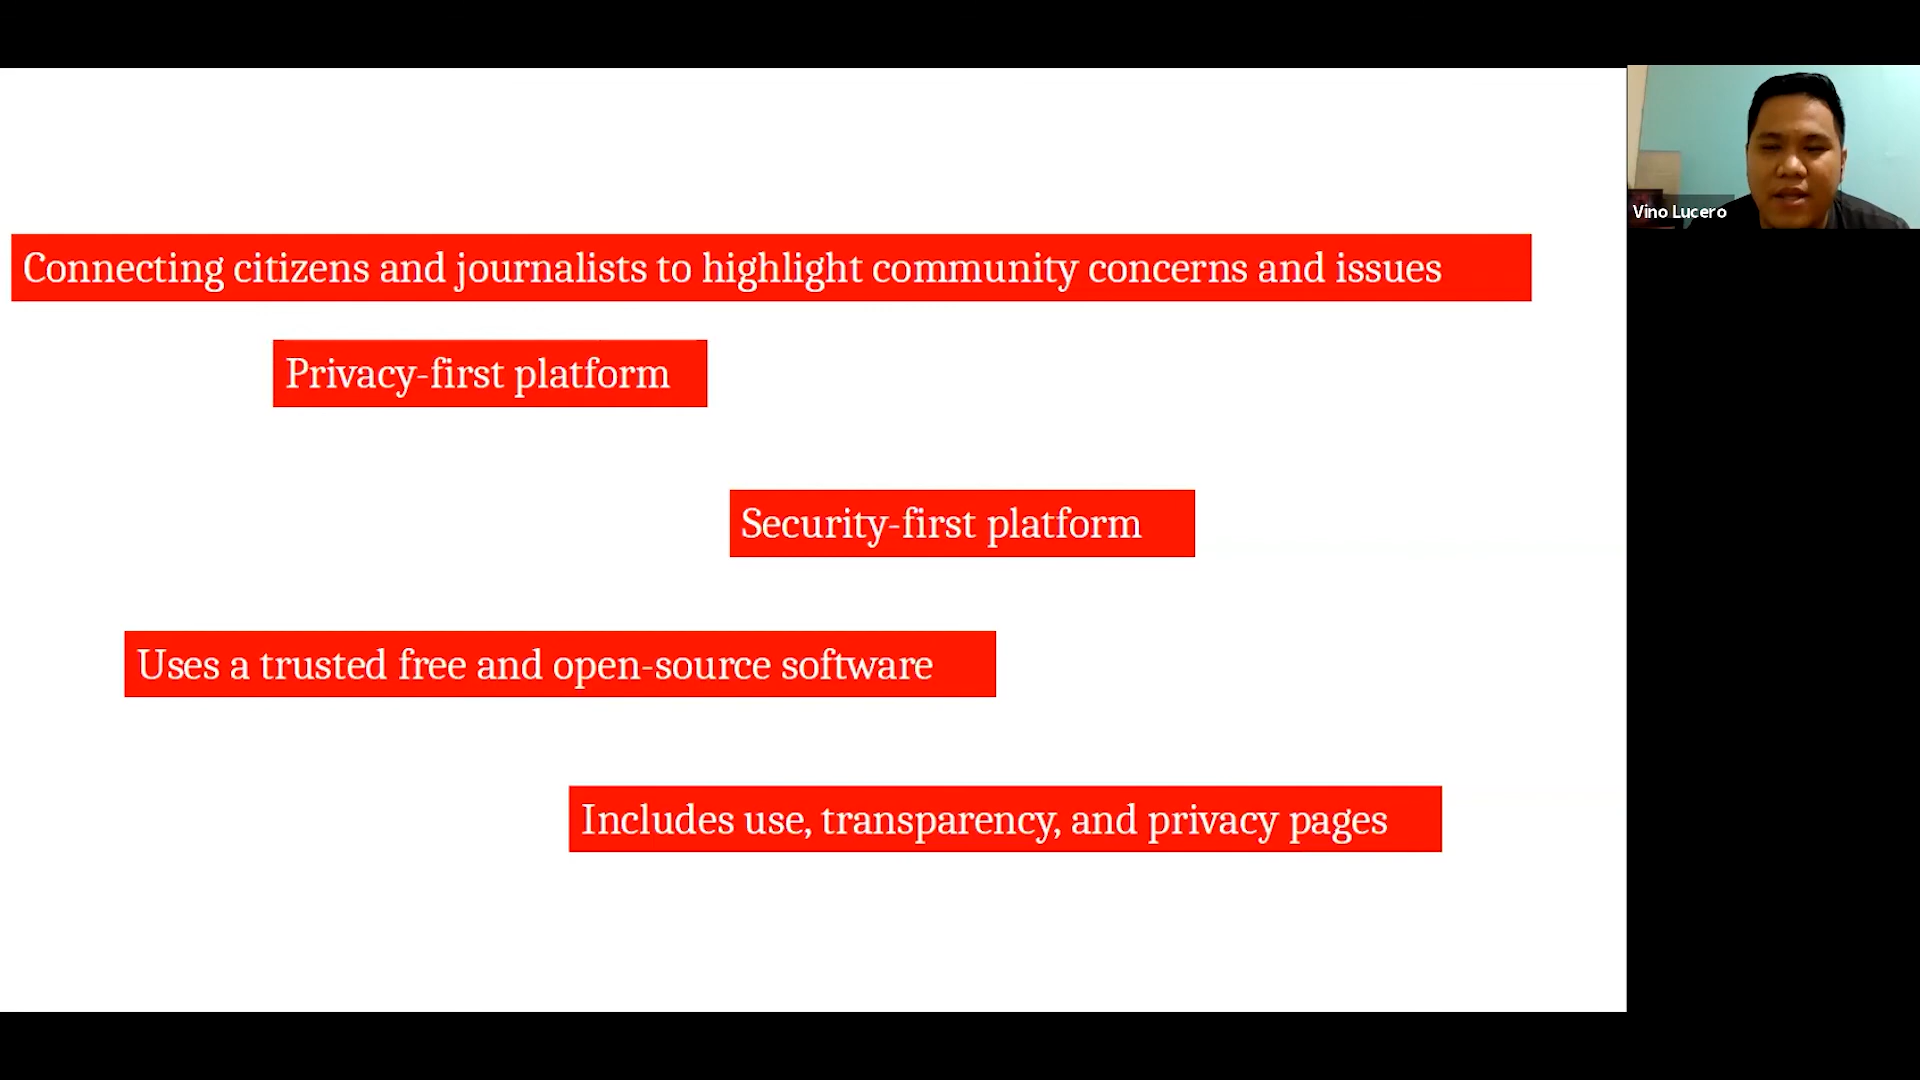 Connecting citizens and journalists to highlight community concerns and issues
Privacy-first platform
Security-first platform
Uses a trusted free and open-source software
Includes use, transparency, and privacy pages
Vino Lucero